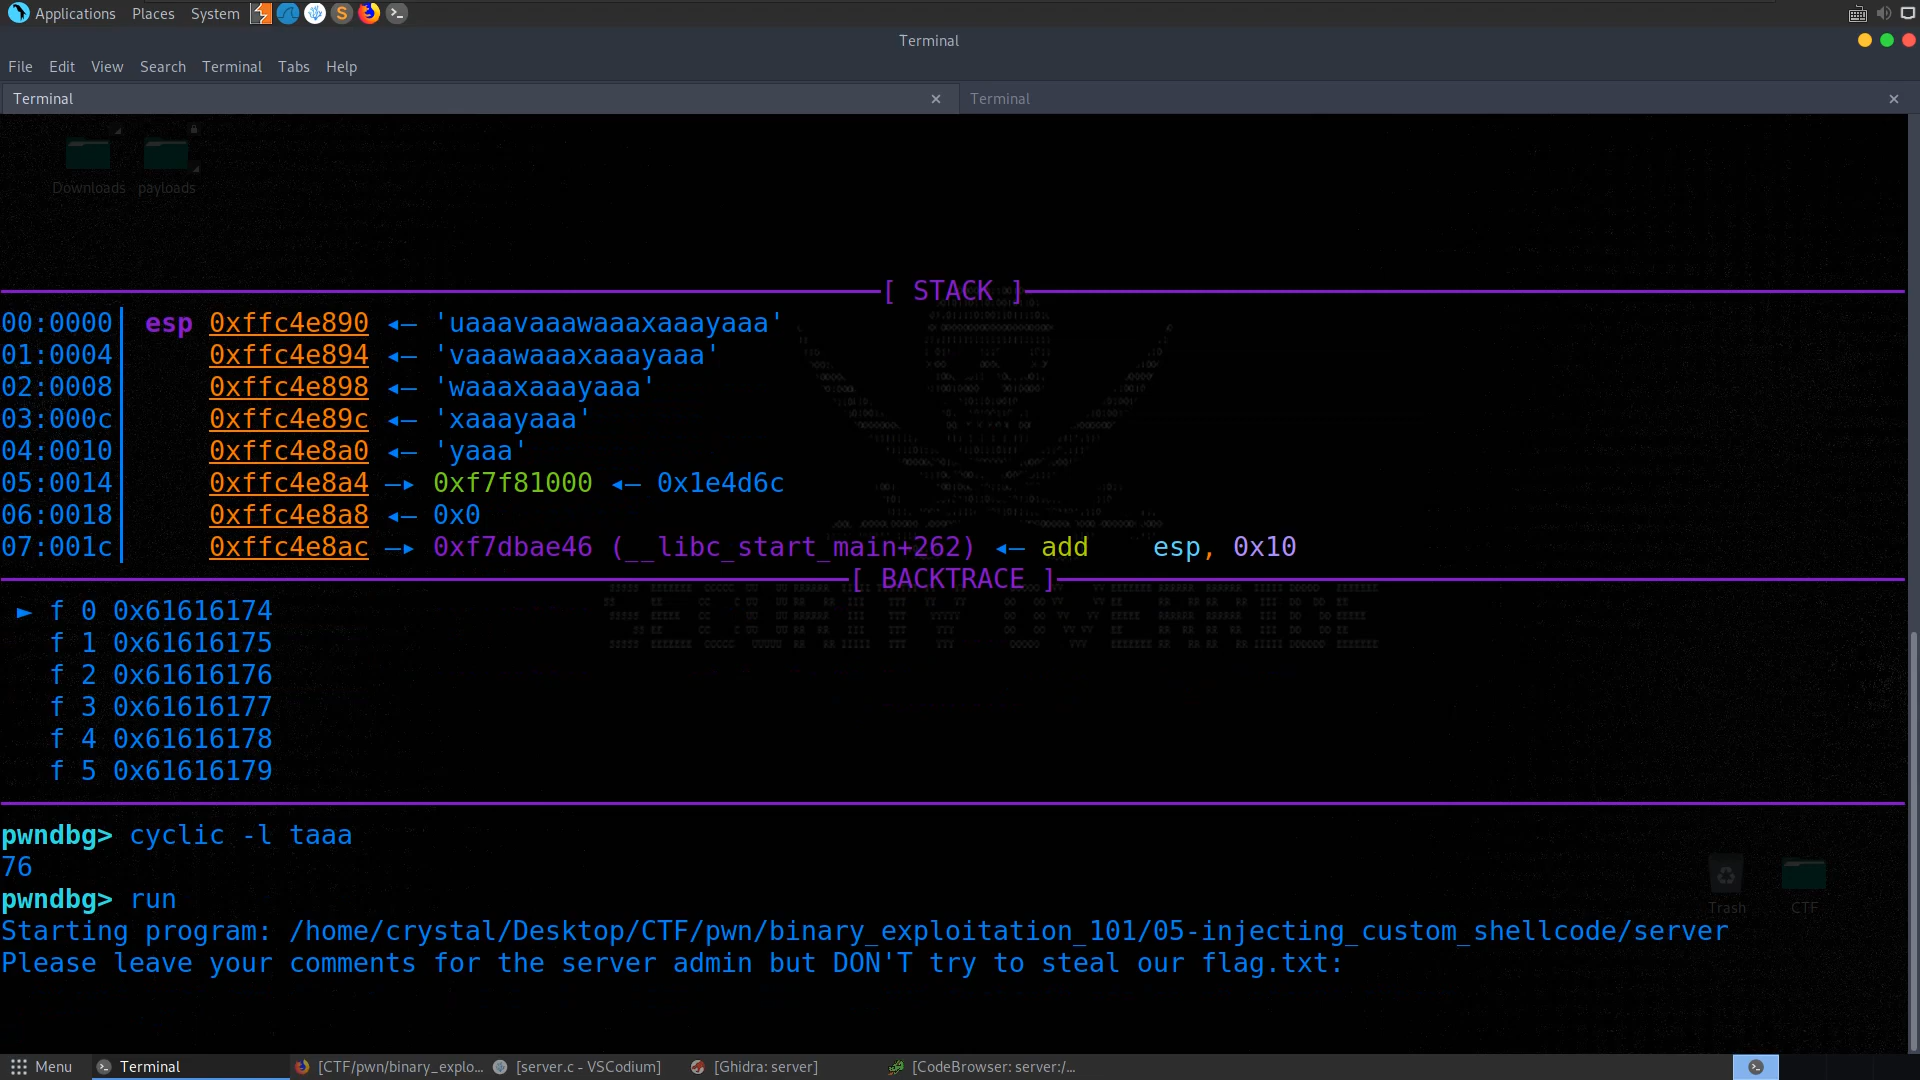 Applications Places System
Terminal
File Edit View Search Terminal Tabs Help
Terminal Terminal
Downloads payloads
[ STACK ]
00:0000│ esp 0xffc4e890 ◂— 'uaaavaaawaaaxaaayaaa'
01:0004│ 0xffc4e894 ◂— 'vaaawaaaxaaayaaa'
02:0008│ 0xffc4e898 ◂— 'waaaxaaayaaa'
03:000c│ 0xffc4e89c ◂— 'xaaayaaa'
04:0010│ 0xffc4e8a0 ◂— 'yaaa'
05:0014│ 0xffc4e8a4 —▸ 0xf7f81000 ◂— 0x1e4d6c
06:0018│ 0xffc4e8a8 ◂— 0x0
07:001c│ 0xffc4e8ac —▸ 0xf7dbae46 (__libc_start_main+262) ◂— add esp, 0x10
[ BACKTRACE ]
► f 0 0x61616174
f 1 0x61616175
f 2 0x61616176
f 3 0x61616177
f 4 0x61616178
f 5 0x61616179
pwndbg> cyclic -l taaa
76
pwndbg> run
Starting program: /home/crystal/Desktop/CTF/pwn/binary_exploitation_101/05-injecting_custom_shellcode/server
Please leave your comments for the server admin but DON'T try to steal our flag.txt:
Trash CTF
Menu Terminal [CTF/pwn/binary_explo... [server.c - VSCodium] [Ghidra: server] [CodeBrowser: server:/...